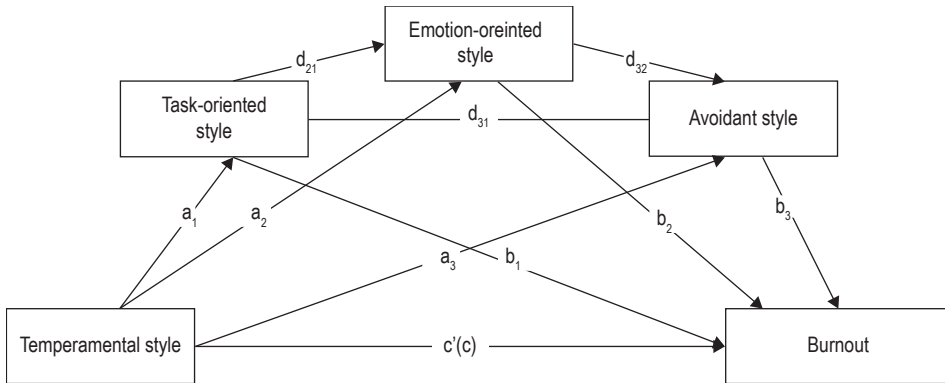 Emotion-oreinted
style
d21
d32
Task-oriented
style
d31
Avoidant style
a1
a2
a3
b1
b2
b3
Temperamental style
c'(c)
Burnout